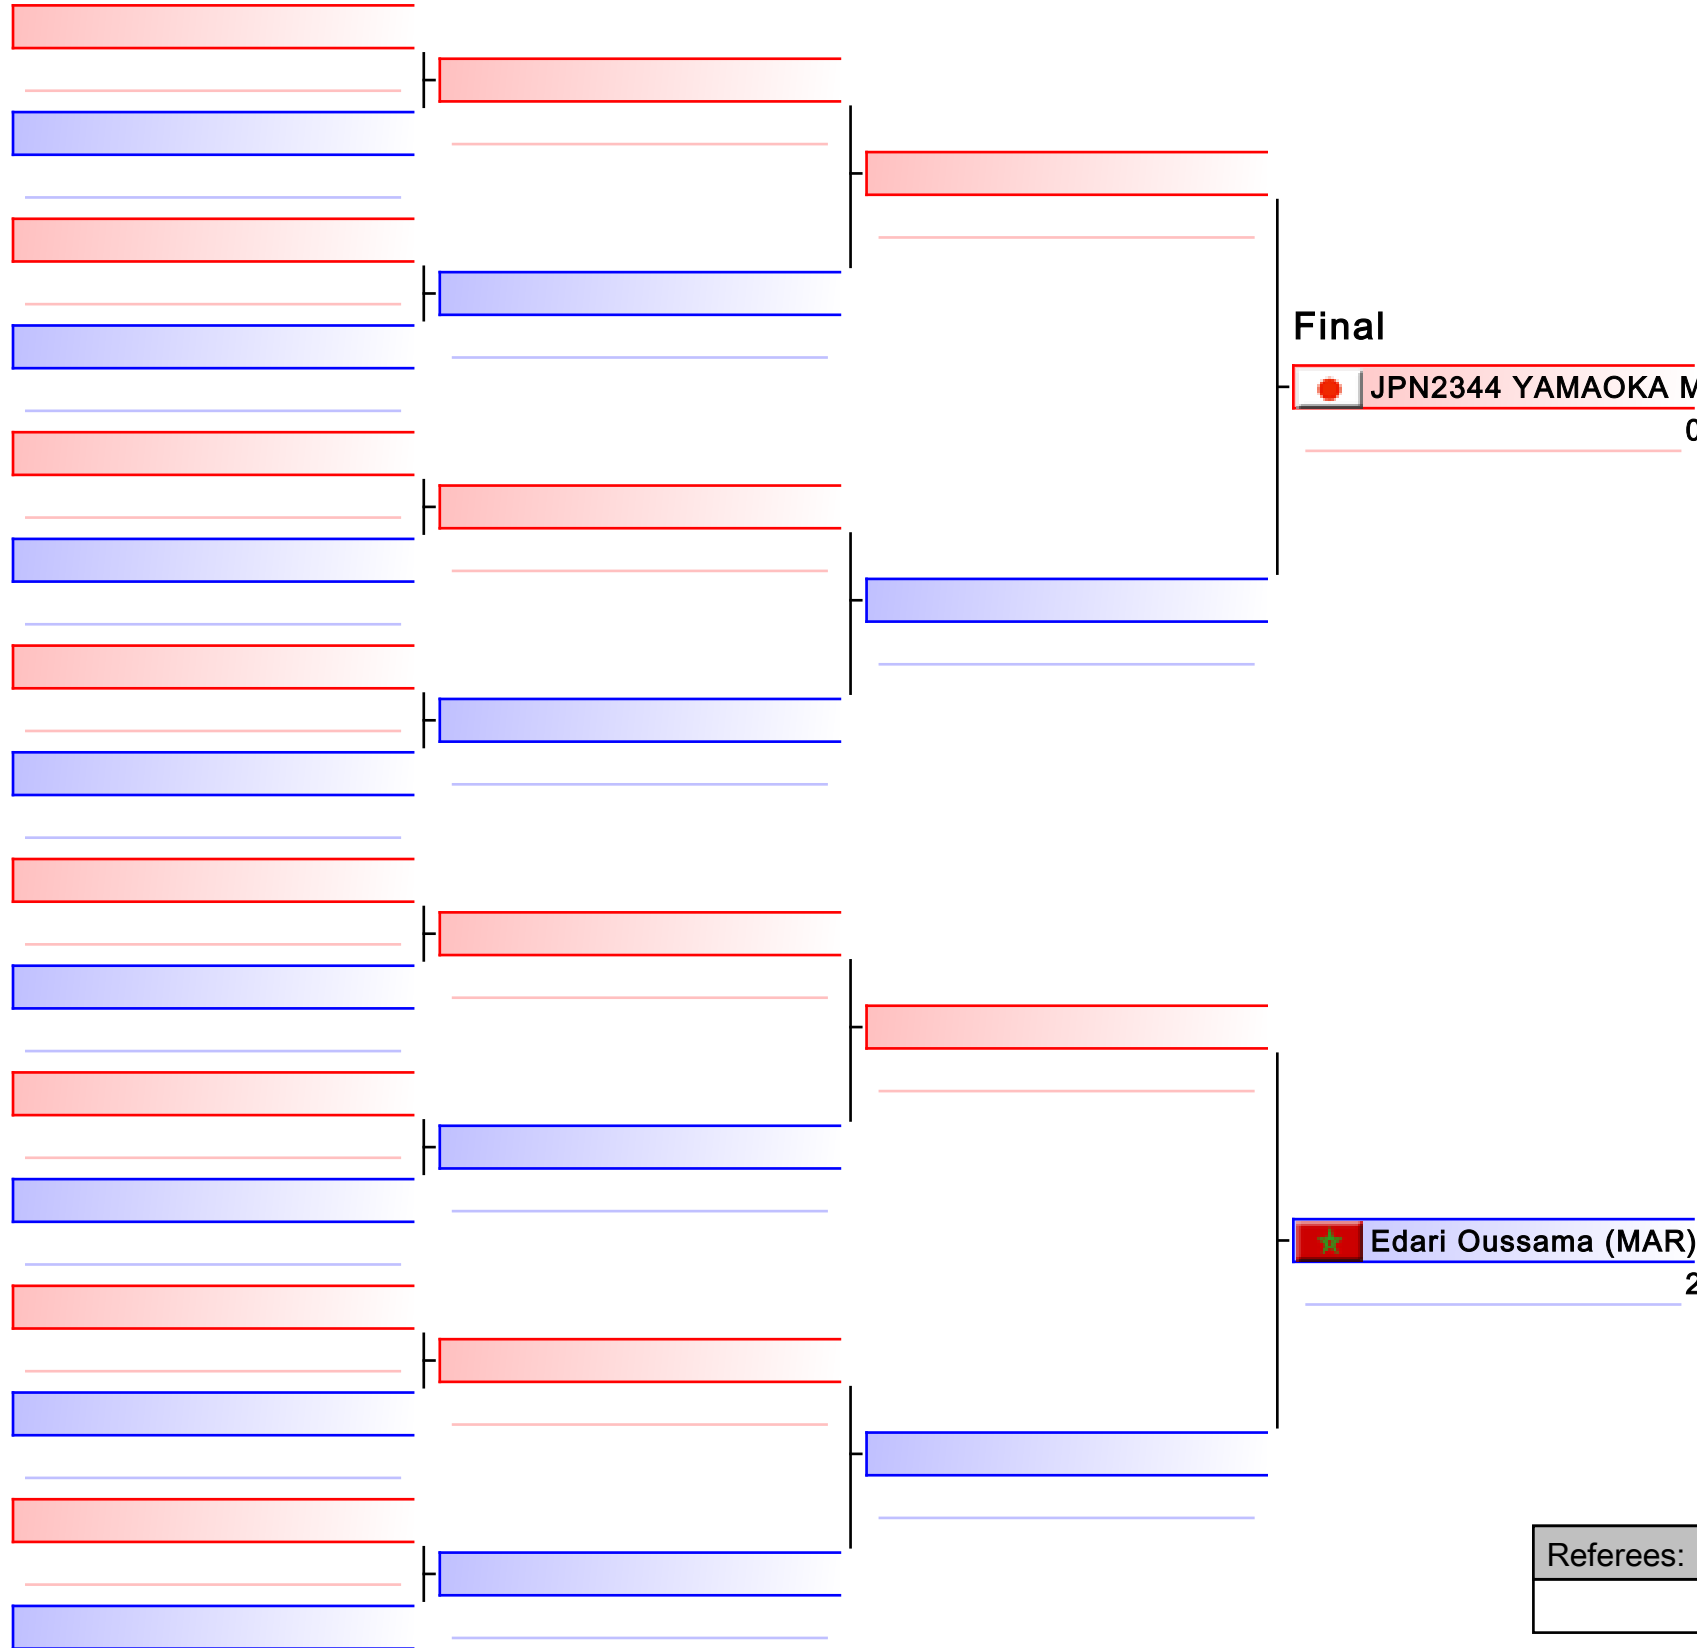 Final
JPN2344 YAMAOKA M
0
Edari Oussama (MAR)
2
Referees: